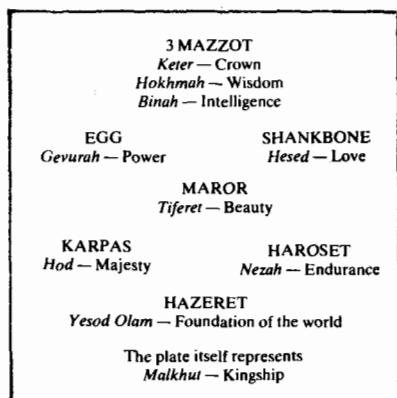 3 MAZZOT
Keter — Crown
Hokhmah — Wisdom
Binah — Intelligence
EGG SHANKBONE
Gevurah — Power Hesed — Love
MAROR
Tiferet — Beauty
KARPAS HAROSET
Hod — Majesty Nezah — Endurance
HAZERET
Yesod Olam — Foundation of the world
The plate itself represents
Malkhut — Kingship